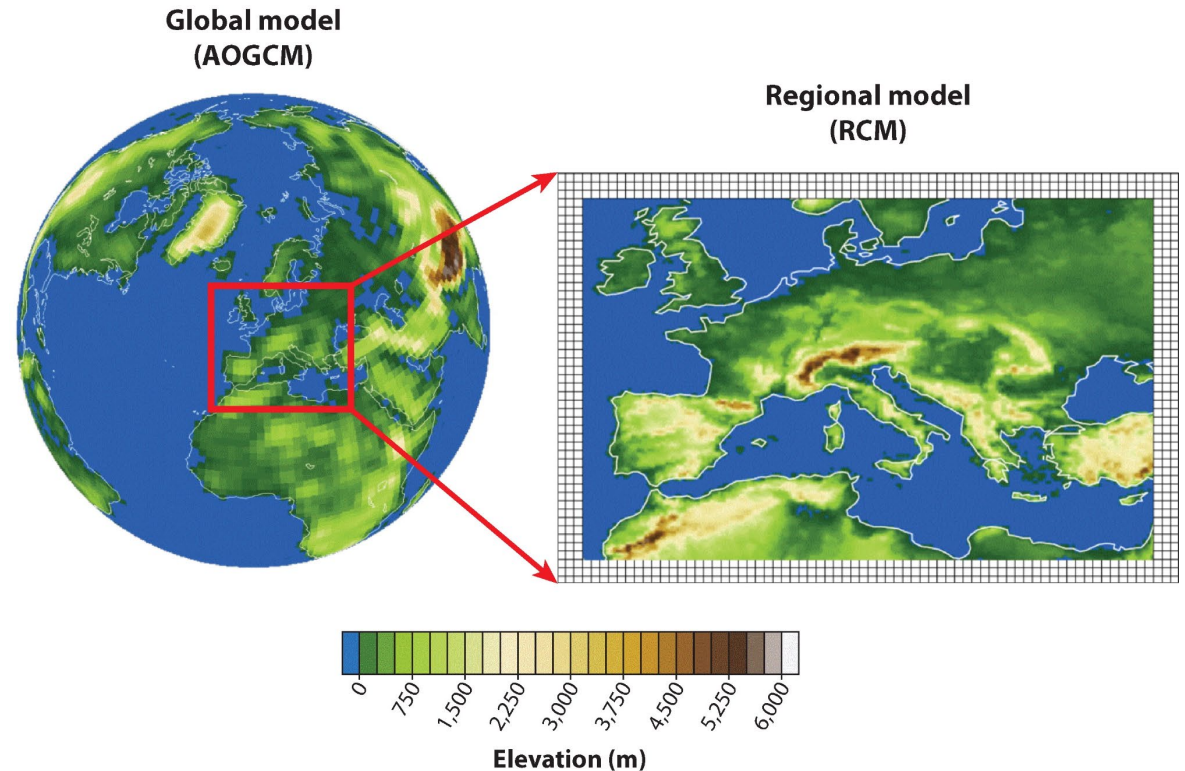 Global model
(AOGCM)
Regional model
(RCM)
0
750
1,500
2,250
3,000
3,750
4,500
5,250
6,000
Elevation (m)